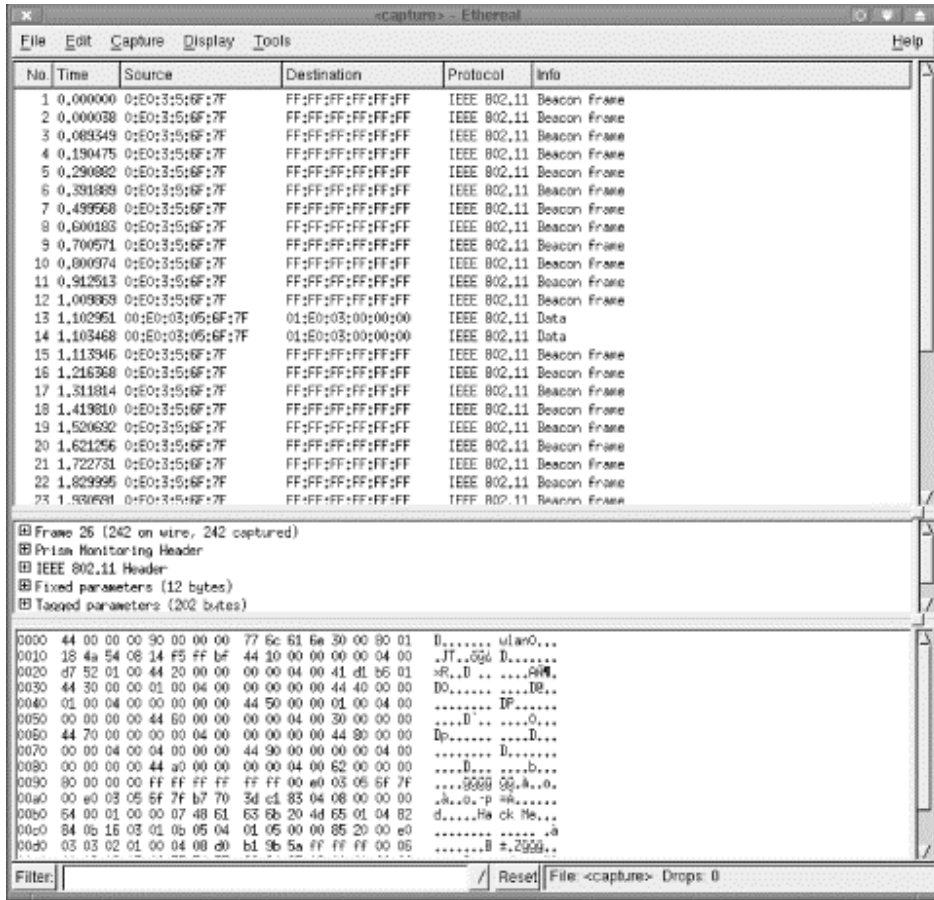 <capture> - Ethereal
File Edit Capture Display Tools Help
No. Time Source Destination Protocol Info
1 0.000000 0:E0:3:5:6F:7F FF:FF:FF:FF:FF:FF IEEE 802.11 Beacon frame
2 0.000038 0:E0:3:5:6F:7F FF:FF:FF:FF:FF:FF IEEE 802.11 Beacon frame
3 0.089349 0:E0:3:5:6F:7F FF:FF:FF:FF:FF:FF IEEE 802.11 Beacon frame
4 0.190475 0:E0:3:5:6F:7F FF:FF:FF:FF:FF:FF IEEE 802.11 Beacon frame
5 0.290882 0:E0:3:5:6F:7F FF:FF:FF:FF:FF:FF IEEE 802.11 Beacon frame
6 0.391889 0:E0:3:5:6F:7F FF:FF:FF:FF:FF:FF IEEE 802.11 Beacon frame
7 0.499568 0:E0:3:5:6F:7F FF:FF:FF:FF:FF:FF IEEE 802.11 Beacon frame
8 0.600183 0:E0:3:5:6F:7F FF:FF:FF:FF:FF:FF IEEE 802.11 Beacon frame
9 0.700571 0:E0:3:5:6F:7F FF:FF:FF:FF:FF:FF IEEE 802.11 Beacon frame
10 0.800974 0:E0:3:5:6F:7F FF:FF:FF:FF:FF:FF IEEE 802.11 Beacon frame
11 0.912513 0:E0:3:5:6F:7F FF:FF:FF:FF:FF:FF IEEE 802.11 Beacon frame
12 1.009869 0:E0:3:5:6F:7F FF:FF:FF:FF:FF:FF IEEE 802.11 Beacon frame
13 1.102951 00:E0:03:05:6F:7F 01:E0:03:00:00:00 IEEE 802.11 Data
14 1.103468 00:E0:03:05:6F:7F 01:E0:03:00:00:00 IEEE 802.11 Data
15 1.113946 0:E0:3:5:6F:7F FF:FF:FF:FF:FF:FF IEEE 802.11 Beacon frame
16 1.216368 0:E0:3:5:6F:7F FF:FF:FF:FF:FF:FF IEEE 802.11 Beacon frame
17 1.311814 0:E0:3:5:6F:7F FF:FF:FF:FF:FF:FF IEEE 802.11 Beacon frame
18 1.419810 0:E0:3:5:6F:7F FF:FF:FF:FF:FF:FF IEEE 802.11 Beacon frame
19 1.520692 0:E0:3:5:6F:7F FF:FF:FF:FF:FF:FF IEEE 802.11 Beacon frame
20 1.621256 0:E0:3:5:6F:7F FF:FF:FF:FF:FF:FF IEEE 802.11 Beacon frame
21 1.722731 0:E0:3:5:6F:7F FF:FF:FF:FF:FF:FF IEEE 802.11 Beacon frame
22 1.829995 0:E0:3:5:6F:7F FF:FF:FF:FF:FF:FF IEEE 802.11 Beacon frame
23 1.930591 0:E0:3:5:6F:7F FF:FF:FF:FF:FF:FF IEEE 802.11 Beacon frame
Frame 26 (242 on wire, 242 captured)
Prism Monitoring Header
IEEE 802.11 Header
Fixed parameters (12 bytes)
Tagged parameters (202 bytes)
0000 44 00 00 00 90 00 00 00 77 6c 61 6e 30 00 80 01 D....... wlan0...
0010 18 4a 54 08 14 f5 ff bf 44 10 00 00 00 00 04 00
0020 d7 52 01 00 44 20 00 00 00 00 04 00 41 d1 b6 01
0030 44 30 00 00 01 00 04 00 00 00 00 00 44 40 00 00 D0...... ....D@..
0040 01 00 04 00 00 00 00 00 44 50 00 00 01 00 04 00 ........ DP......
0050 00 00 00 00 44 60 00 00 00 00 04 00 30 00 00 00 ....D`.. ....0...
0060 44 70 00 00 00 00 04 00 00 00 00 00 44 80 00 00 Dp...... ....D...
0070 00 00 04 00 04 00 00 00 44 90 00 00 00 00 04 00 ........ D.......
0080 00 00 00 00 44 a0 00 00 00 00 04 00 62 00 00 00 ....D... ....b...
0090 80 00 00 00 ff ff ff ff ff ff 00 e0 03 05 6f 7f
00a0 00 e0 03 05 6f 7f b7 70 3d c1 83 04 08 00 00 00
00b0 64 00 01 00 00 07 48 61 63 6b 20 4d 65 01 04 82 d.....Ha ck Me...
00c0 84 0b 16 03 01 0b 05 04 01 05 00 00 85 20 00 e0 ........ ..... .à
00d0 03 03 02 01 00 04 08 d0 b1 9b 5a ff ff ff 00 06
Filter: Reset File: <capture> Drops: 0